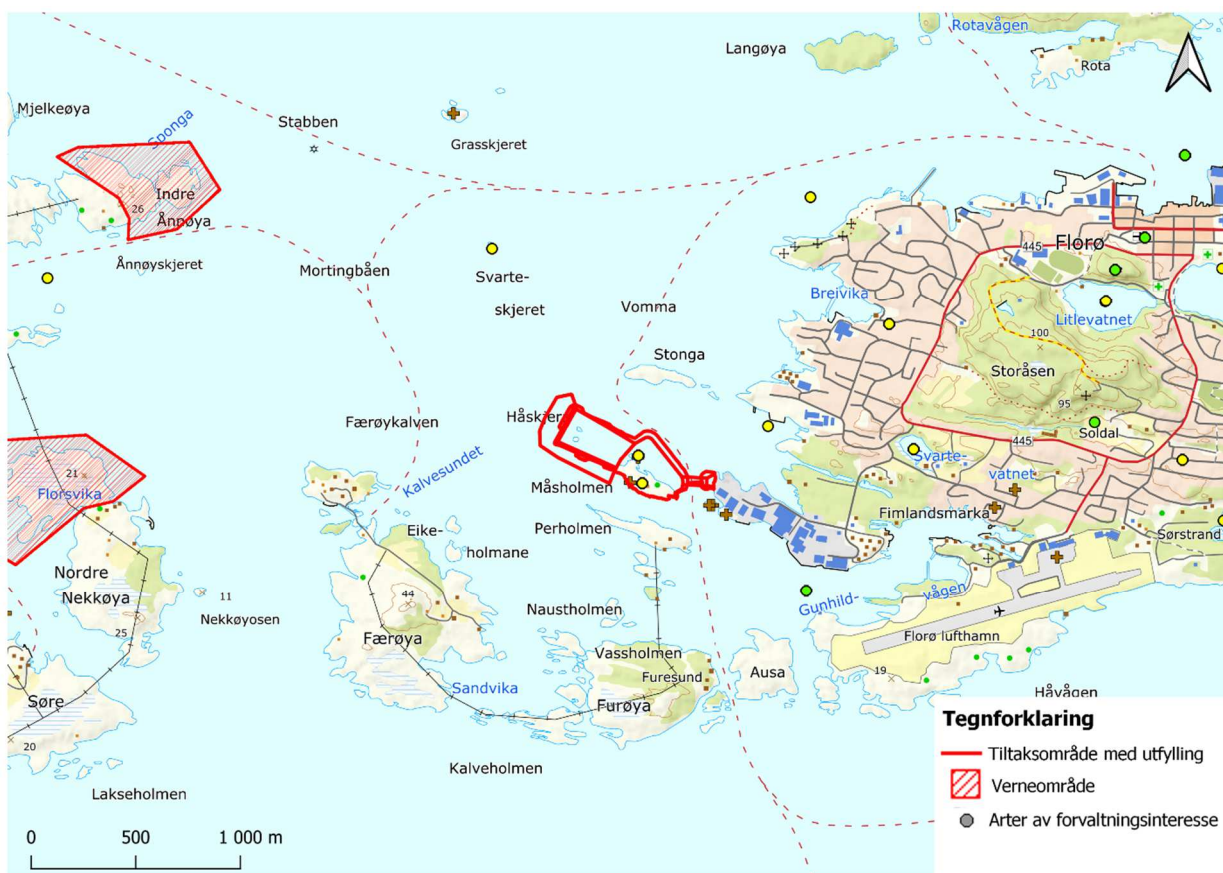 Rotavågen
Langøya
Rota
Mjelkeøya
Sponga
Stabben
Grasskjeret
Indre
26
Ånnøya
445
Florø
Ånnøyskjeret
Mortingbåen
Svarte-
skjeret
Vomma
Breivika
Litlevatnet
100
Stonga
Storåsen
95
Håskjer
Færøykalven
Soldal
445
Kalvesundet
Svarte-
vatnet
21
Florsvika
Måsholmen
Fimlandsmarka
Perholmen
Eike-
holmane
Sørstrand
Nordre
Nekkøya
11
Nekkøyosen
44
Naustholmen
Gunhild-
vågen
25
Færøya
Florø lufthamn
Vassholmen
Furesund
Ausa
19
Søre
Sandvika
Furøya
Håvågen
20
Kalveholmen
Lakseholmen
Tegnforklaring
Tiltaksområde med utfylling
Verneområde
Arter av forvaltningsinteresse
0 500 1 000 m